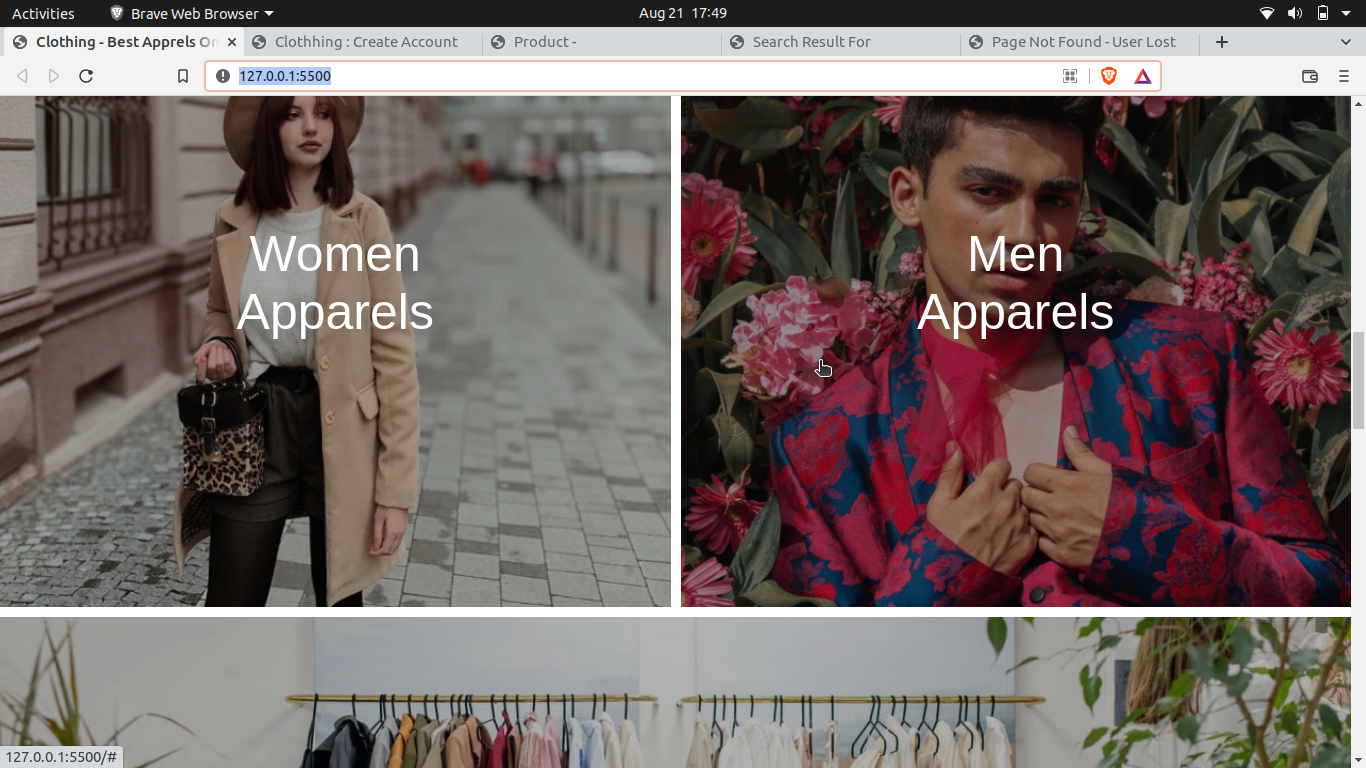 Activities
Brave Web Browser
Aug 21 17:49
Clothing - Best Apprels On
Clothhing : Create Account
Product -
Search Result For
Page Not Found - User Lost
127.0.0.1:5500
Women
Apparels
Men
Apparels
127.0.0.1:5500/#